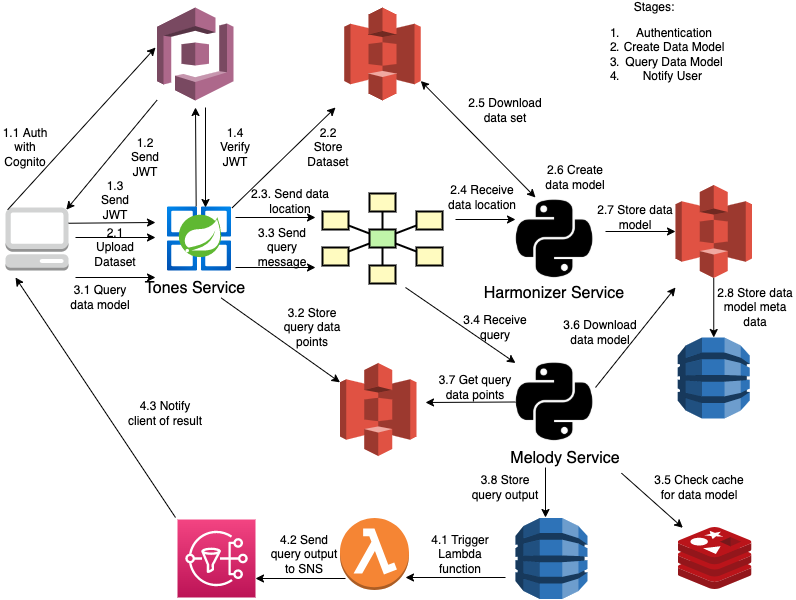 Stages:
1. Authentication
2. Create Data Model
3. Query Data Model
4. Notify User
1.1 Auth
with
Cognito
1.2
Send
JWT
1.4
Verify
JWT
2.2
Store
Dataset
2.5 Download
data set
1.3
Send
JWT
2.1
Upload
Dataset
3.1 Query
data model
Tones Service
2.3. Send data
location
3.3 Send
query
message
2.4 Receive
data location
2.6 Create
data model
Harmonizer Service
2.7 Store data
model
2.8 Store data
model meta
data
3.2 Store
query data
points
3.4 Receive
query
3.6 Download
data model
3.7 Get query
data points
Melody Service
3.8 Store
query output
3.5 Check cache
for data model
4.3 Notify
client of result
4.2 Send
query output
to SNS
4.1 Trigger
Lambda
function